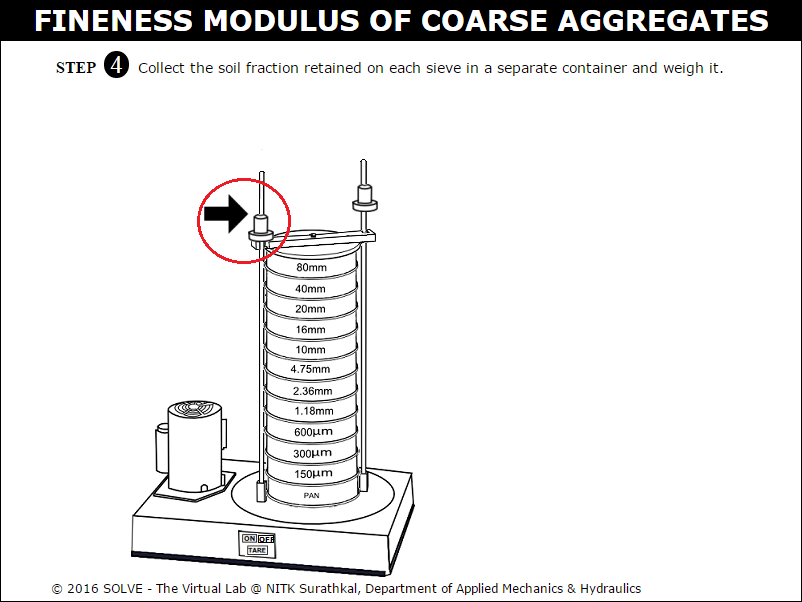 FINENESS MODULUS OF COARSE AGGREGATES
STEP 4 Collect the soil fraction retained on each sieve in a separate container and weigh it.
80mm
40mm
20mm
16mm
10mm
4.75mm
2.36mm
1.18mm
600µm
300µm
150µm
PAN
ON OFF
TARE
© 2016 SOLVE - The Virtual Lab @ NITK Surathkal, Department of Applied Mechanics & Hydraulics